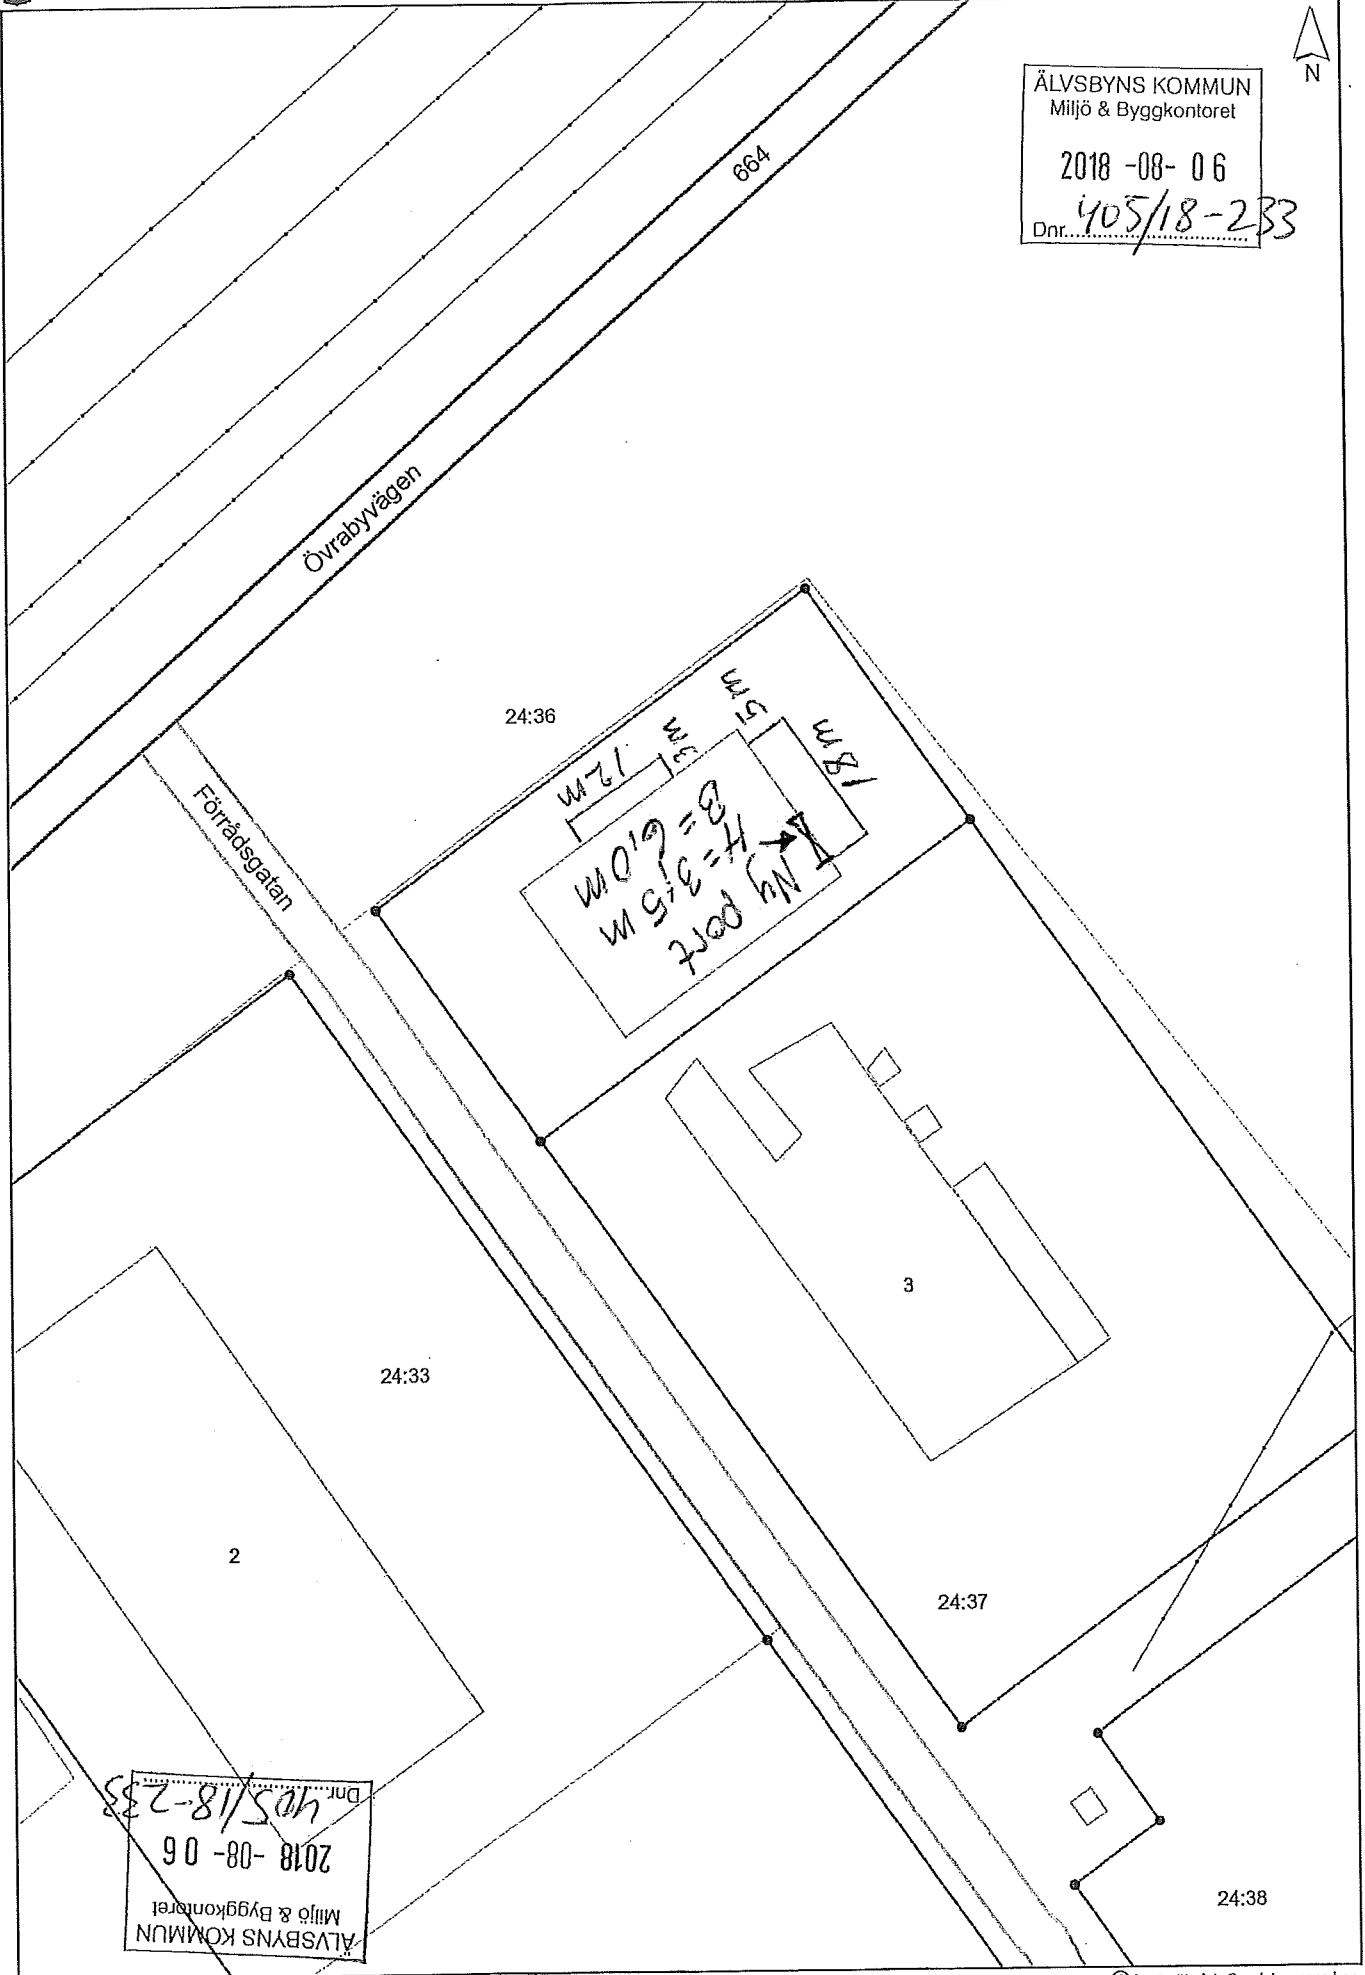 N
ÄLVSBYNS KOMMUN
Miljö & Byggkontoret
2018 -08- 06
Dnr. 405/18-233
664
Övrabyvägen
24:36
Förrådsgatan
12 m
3 m
5 m
18 m
Ny port
H = 3,5 m
B = 6,0 m
3
24:33
2
24:37
24:38
ÄLVSBYNS KOMMUN
Miljö & Byggkontoret
2018 -08- 06
Dnr. 405/18-233